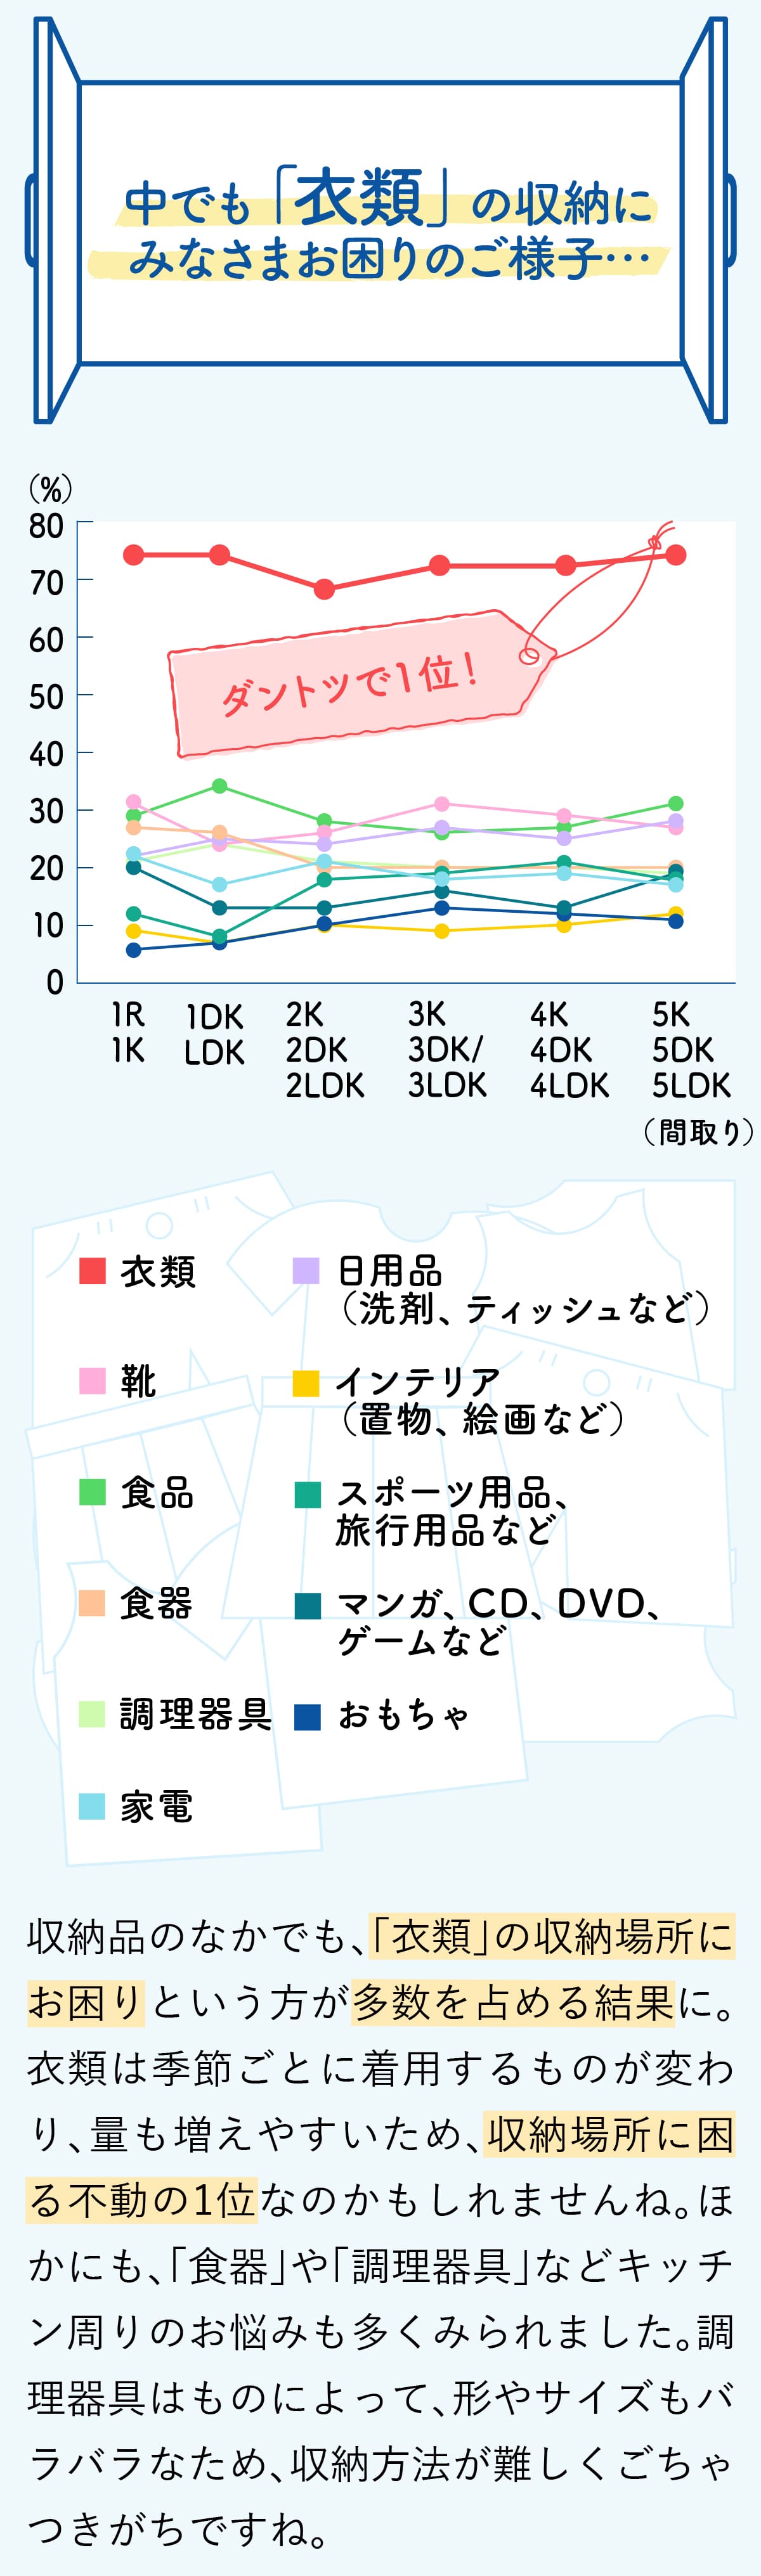 中でも「衣類」の収納に
みなさまお困りのご様子…
(%)
80
70
60
50
40
30
20
10
0
ダントツで1位!
1R
1K
1DK
LDK
2K
2DK
2LDK
3K
3DK/
3LDK
4K
4DK
4LDK
5K
5DK
5LDK
(間取り)
衣類
靴
食品
食器
調理器具
家電
日用品
(洗剤、ティッシュなど)
インテリア
(置物、絵画など)
スポーツ用品、
旅行用品など
マンガ、CD、DVD、
ゲームなど
おもちゃ
収納品のなかでも、「衣類」の収納場所に
お困りという方が多数を占める結果に。
衣類は季節ごとに着用するものが変わ
り、量も増えやすいため、収納場所に困
る不動の1位なのかもしれませんね。ほ
かにも、「食器」や「調理器具」などキッチ
ン周りのお悩みも多くみられました。調
理器具はものによって、形やサイズもバ
ラバラなため、収納方法が難しくごちゃ
つきがちですね。